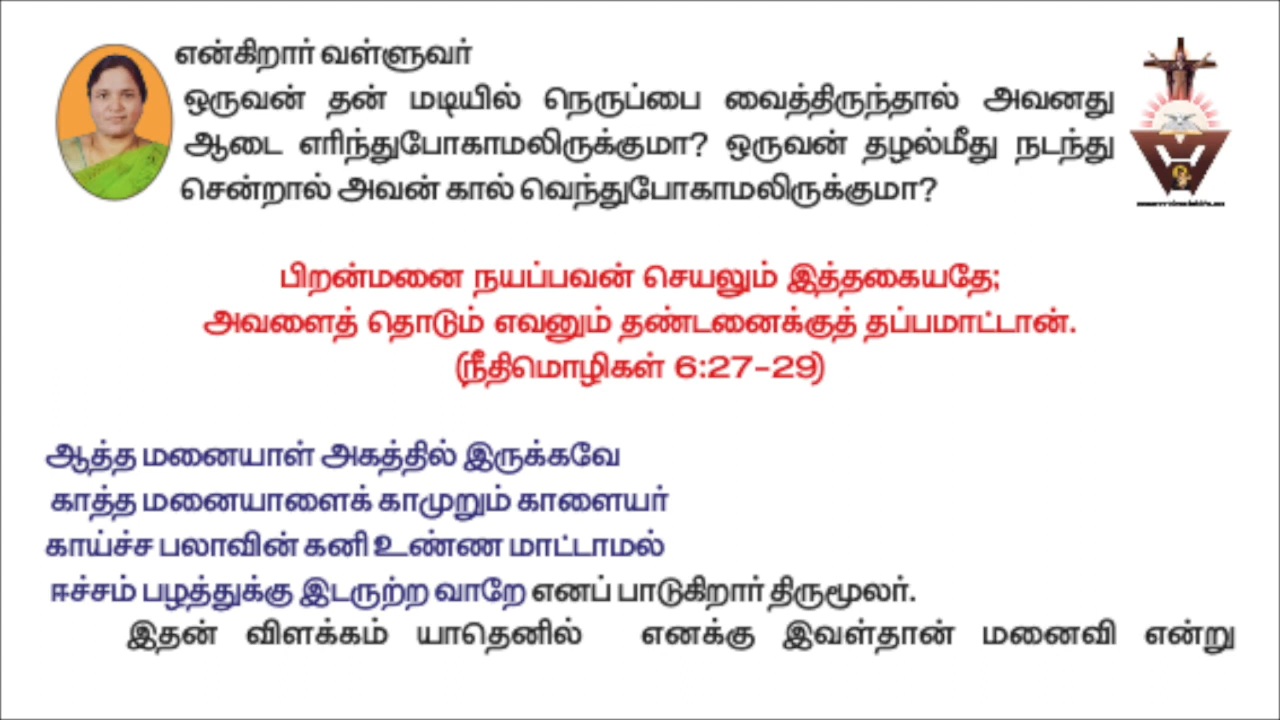 என்கிறார் வள்ளுவர்
ஒருவன் தன் மடியில் நெருப்பை வைத்திருந்தால் அவனது
ஆடை எரிந்துபோகாமலிருக்குமா? ஒருவன் தழல்மீது நடந்து
சென்றால் அவன் கால் வெந்துபோகாமலிருக்குமா?
பிறன்மனை நயப்பவன் செயலும் இத்தகையதே;
அவளைத் தொடும் எவனும் தண்டனைக்குத் தப்பமாட்டான்.
(நீதிமொழிகள் 6:27-29)
ஆத்த மனையாள் அகத்தில் இருக்கவே
காத்த மனையாளைக் காமுறும் காளையர்
காய்ச்ச பலாவின் கனி உண்ண மாட்டாமல்
ஈச்சம் பழத்துக்கு இடருற்ற வாறே எனப் பாடுகிறார் திருமூலர்.
இதன் விளக்கம் யாதெனில் எனக்கு இவள்தான் மனைவி என்று